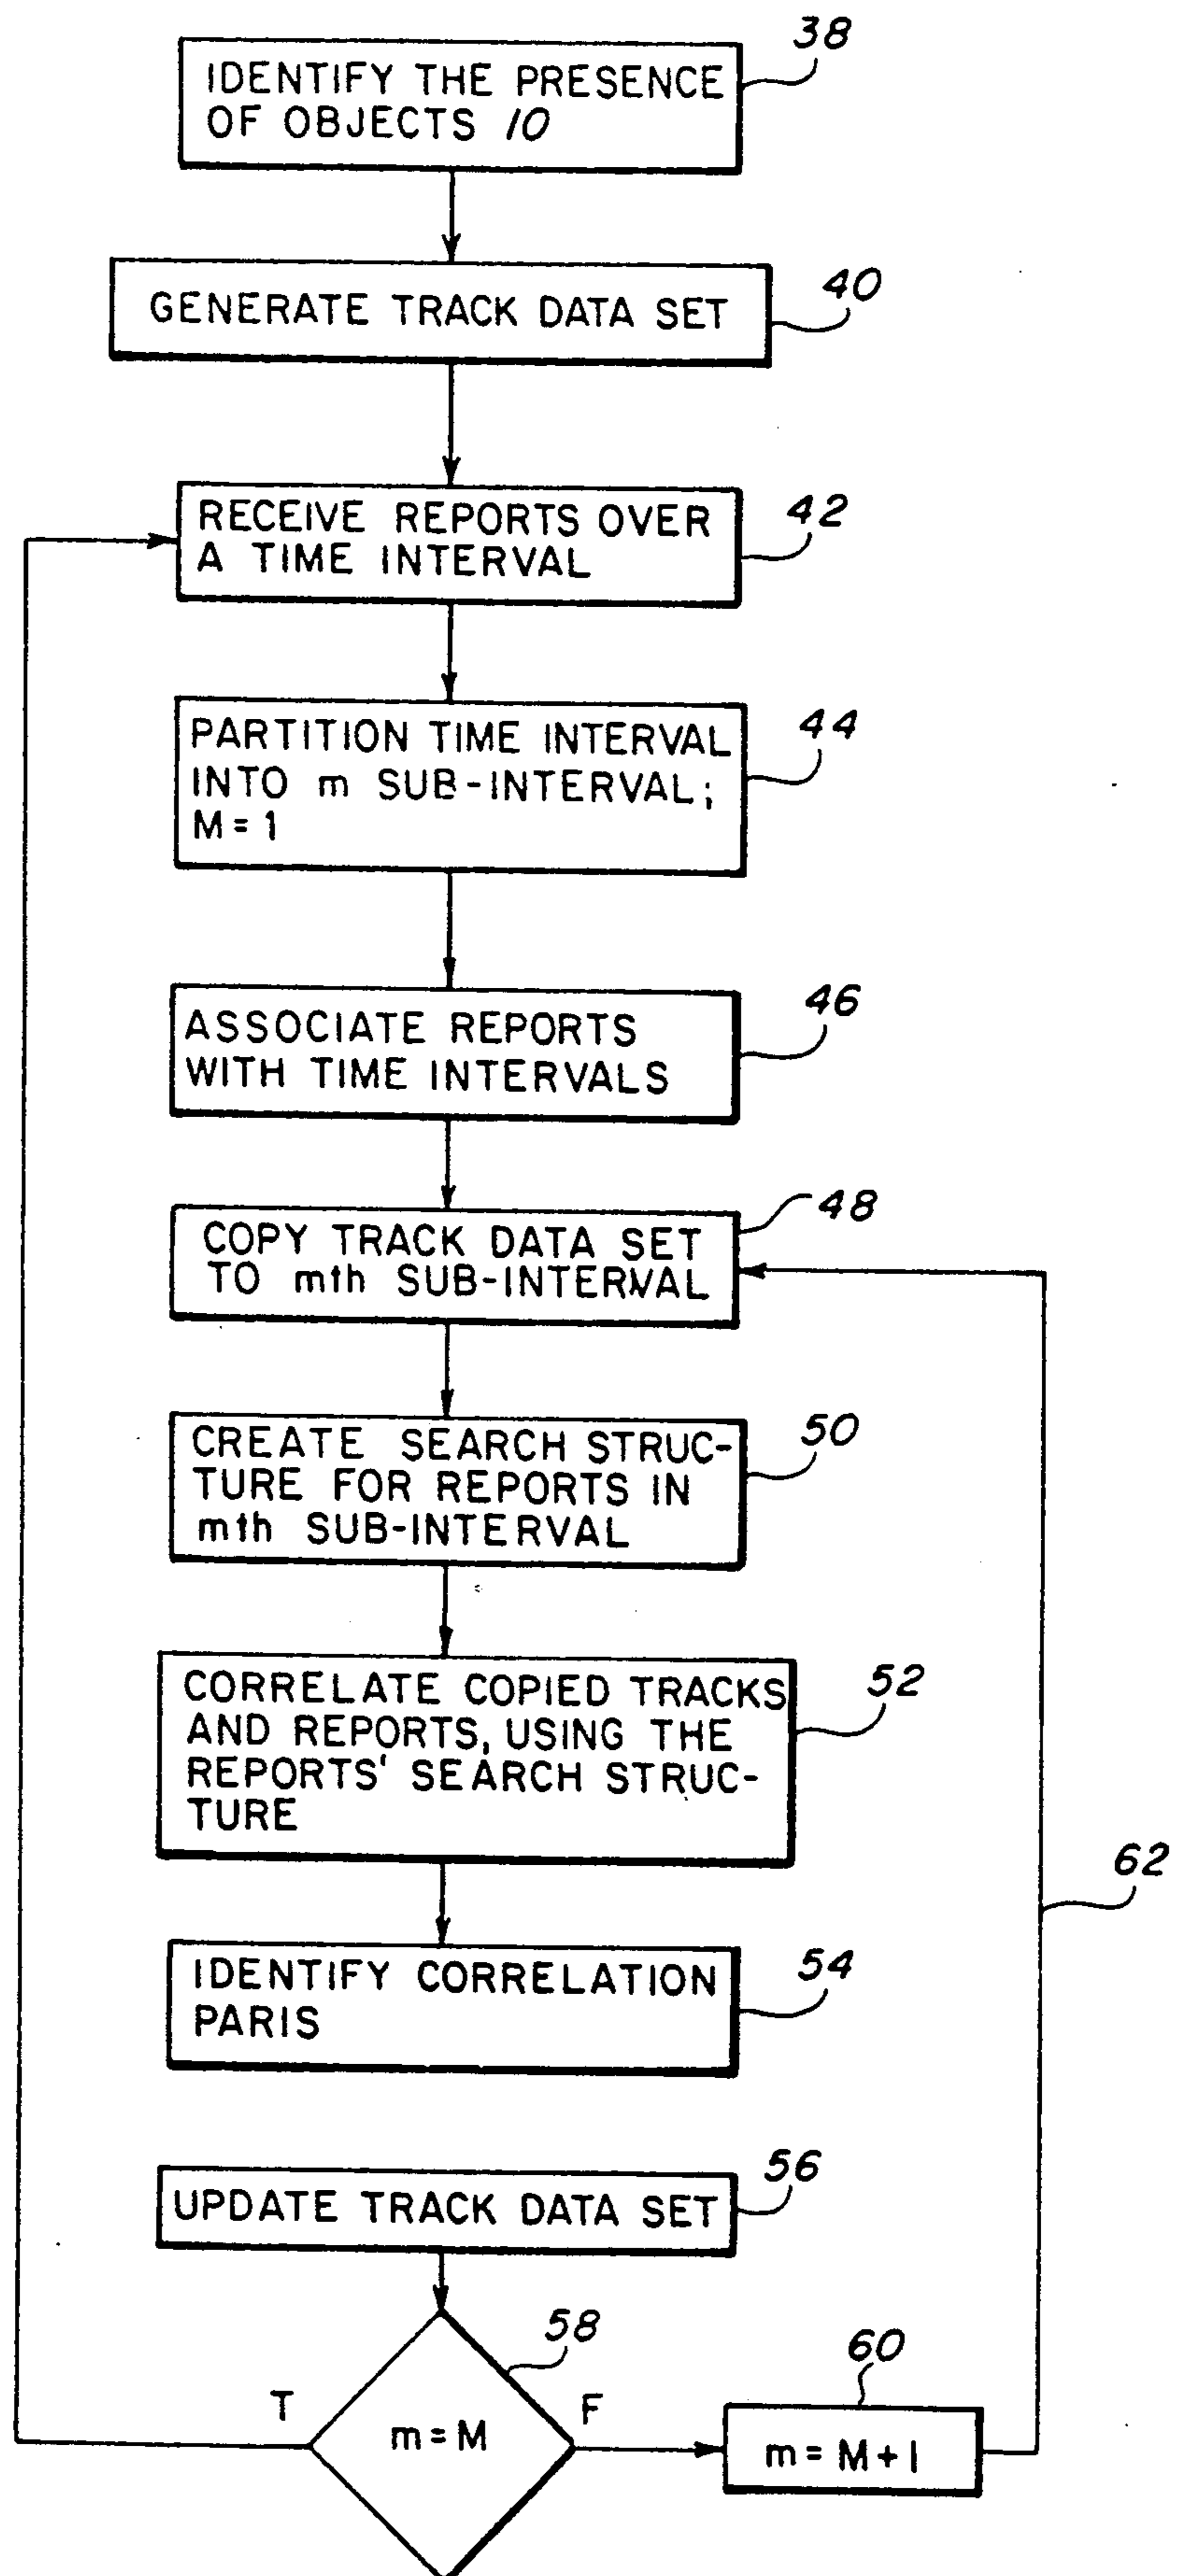 38
IDENTIFY THE PRESENCE
OF OBJECTS 10
40
GENERATE TRACK DATA SET
42
RECEIVE REPORTS OVER
A TIME INTERVAL
44
PARTITION TIME INTERVAL
INTO m SUB-INTERVAL;
M = 1
46
ASSOCIATE REPORTS
WITH TIME INTERVALS
48
COPY TRACK DATA SET
TO mth SUB-INTERVAL
50
CREATE SEARCH STRUC-
TURE FOR REPORTS IN
mth SUB-INTERVAL
52
CORRELATE COPIED TRACKS
AND REPORTS, USING THE
REPORTS' SEARCH STRUC-
TURE
62
54
IDENTIFY CORRELATION
PARIS
56
UPDATE TRACK DATA SET
58
60
T
F
m = M
m = M + 1